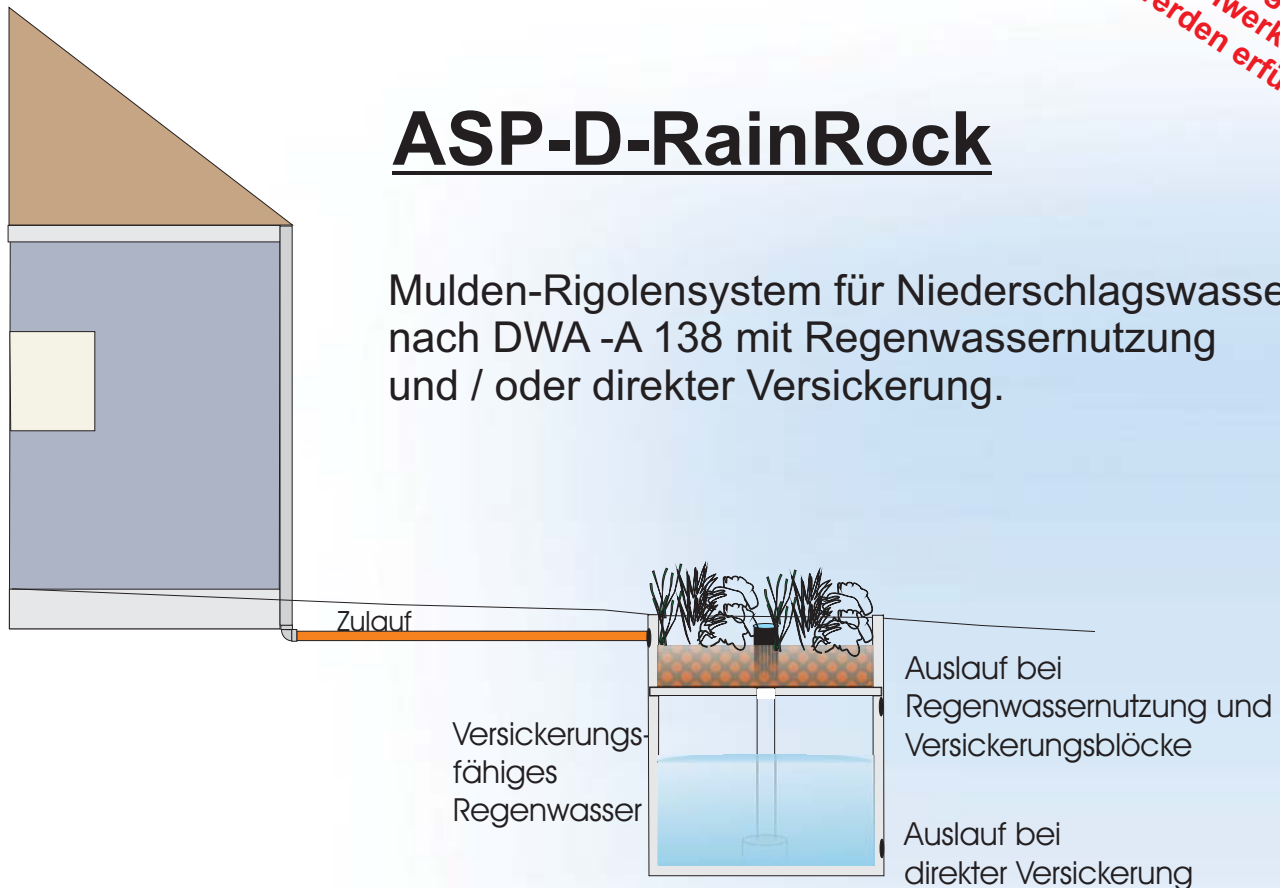 werden
ASP-D-RainRock
Mulden-Rigolensystem für Niederschlagswasse
nach DWA -A 138 mit Regenwassernutzung
und / oder direkter Versickerung.
Zulauf
Versickerungs-
fähiges
Regenwasser
Auslauf bei
Regenwassernutzung und
Versickerungsblöcke
Auslauf bei
direkter Versickerung